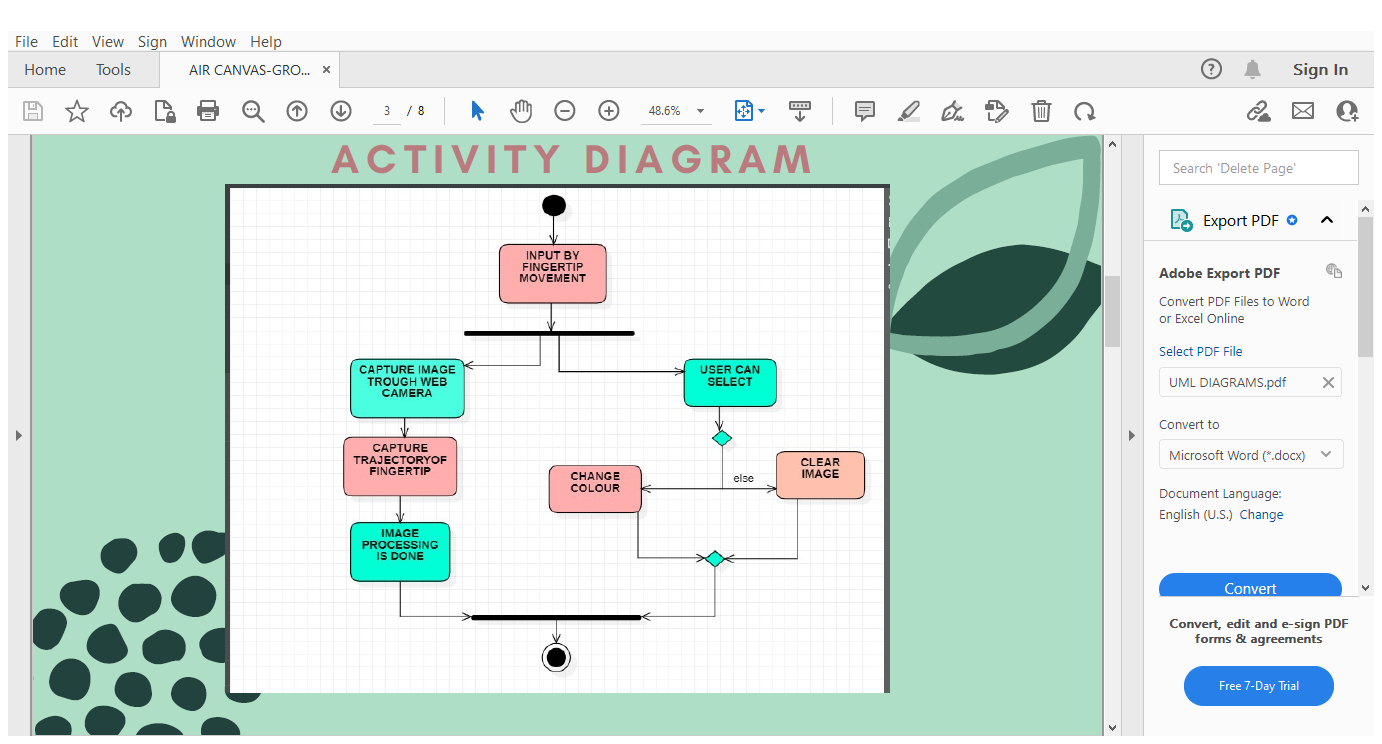 File Edit View Sign Window Help
Home Tools AIR CANVAS-GRO... ×
Sign In
3 / 8 48.6%
ACTIVITY DIAGRAM
INPUT BY
FINGERTIP
MOVEMENT
CAPTURE IMAGE
TROUGH WEB
CAMERA
USER CAN
SELECT
CAPTURE
TRAJECTORYOF
FINGERTIP
CHANGE
COLOUR
else
CLEAR
IMAGE
IMAGE
PROCESSING
IS DONE
Search 'Delete Page'
Export PDF
Adobe Export PDF
Convert PDF Files to Word
or Excel Online
Select PDF File
UML DIAGRAMS.pdf
Convert to
Microsoft Word (*.docx)
Document Language:
English (U.S.) Change
Convert
Convert, edit and e-sign PDF
forms & agreements
Free 7-Day Trial